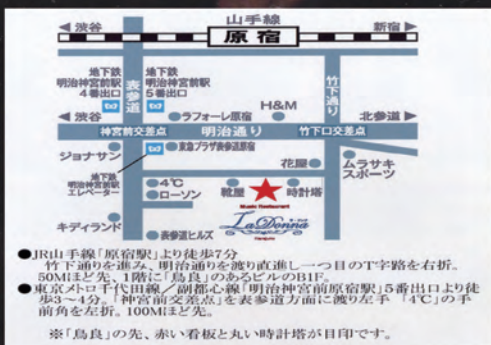 山手線
◀渋谷
原宿
新宿▶
地下鉄
明治神宮前駅
4番出口
表参道
地下鉄
明治神宮前駅
5番出口
竹下通り
ラフォーレ原宿
H&M
◀渋谷
北参道▶
神宮前交差点
明治通り
竹下口交差点
ジョナサン
東急プラザ表参道原宿
花屋
ムラサキ
スポーツ
地下鉄
明治神宮前駅
エレベーター
4℃
ローソン
靴屋
時計塔
Music Restaurant
La Donna
キディランド
表参道ヒルズ
●JR山手線「原宿駅」より徒歩7分
竹下通りを進み、明治通りを渡り直進し一つ目のT字路を右折。
50Mほど先、1階に「鳥良」のあるビルのB1F。
●東京メトロ千代田線/副都心線「明治神宮前原宿駅」5番出口より徒
歩3~4分。「神宮前交差点」を表参道方面に渡り左手「4℃」の手
前角を左折。100Mほど先。
※「鳥良」の先、赤い看板と丸い時計塔が目印です。